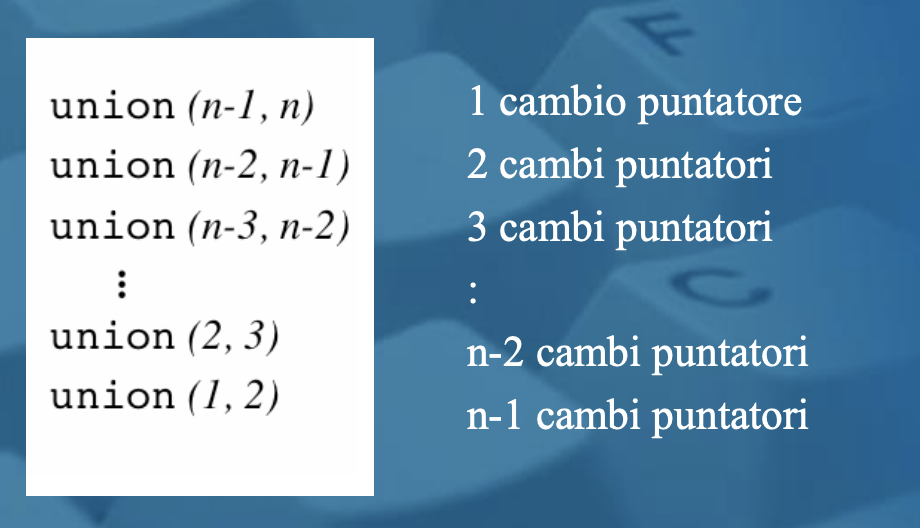 union (n-1, n)
union (n-2, n-1)
union (n-3, n-2)
⋮
union (2, 3)
union (1, 2)
1 cambio puntatore
2 cambi puntatori
3 cambi puntatori
:
n-2 cambi puntatori
n-1 cambi puntatori
F
C